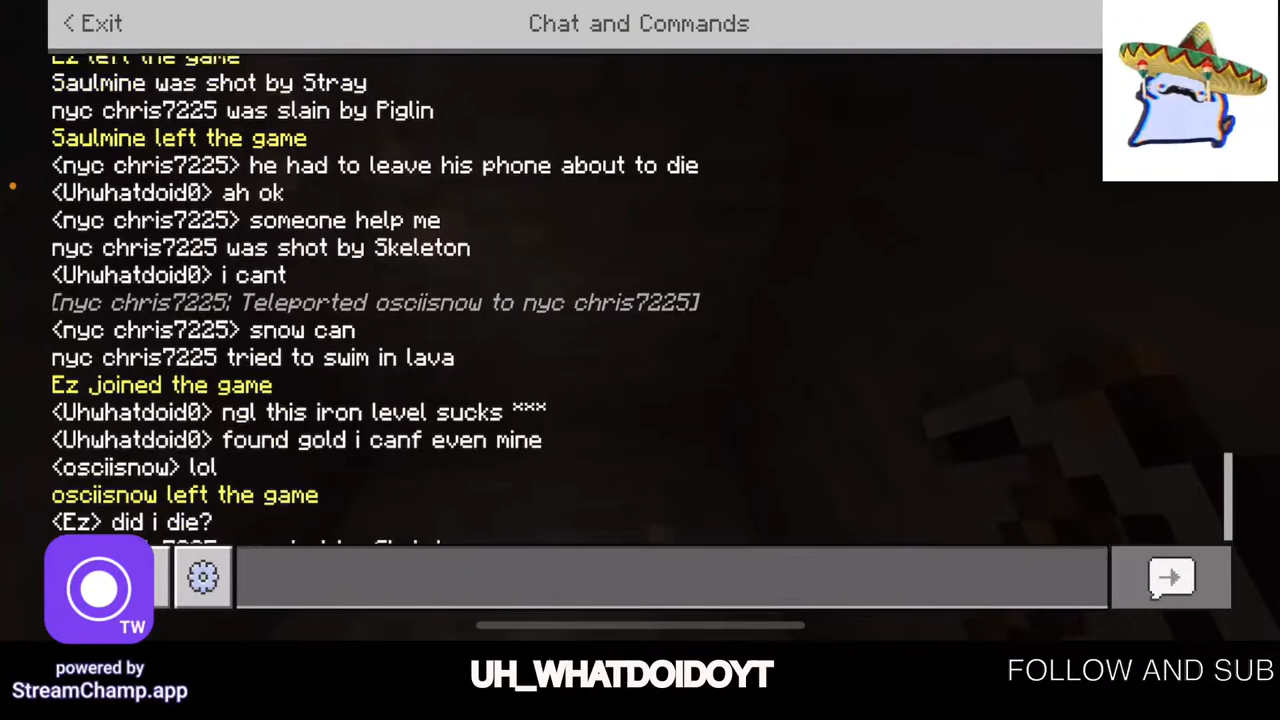 < Exit
Chat and Commands
Ez left the game
Saulmine was shot by Stray
nyc chris7225 was slain by Piglin
Saulmine left the game
<nyc chris7225> he had to leave his phone about to die
<Uhwhatdoid0> ah ok
<nyc chris7225> someone help me
nyc chris7225 was shot by Skeleton
<Uhwhatdoid0> i cant
[nyc chris7225: Teleported osciisnow to nyc chris7225]
<nyc chris7225> snow can
nyc chris7225 tried to swim in lava
Ez joined the game
<Uhwhatdoid0> ngl this iron level sucks ***
<Uhwhatdoid0> found gold i canf even mine
<osciisnow> lol
osciisnow left the game
<Ez> did i die?
TW
powered by
StreamChamp.app
UH_WHATDOIDOYT
FOLLOW AND SUB